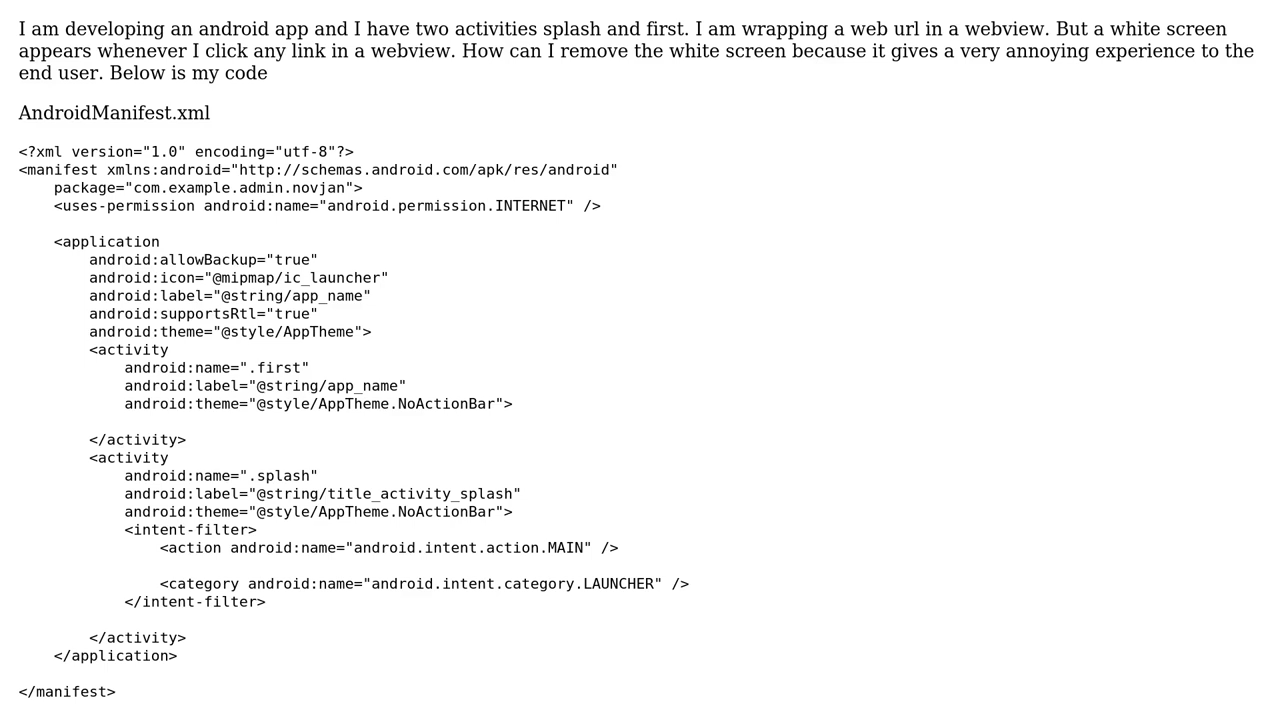 I am developing an android app and I have two activities splash and first. I am wrapping a web url in a webview. But a white screen
appears whenever I click any link in a webview. How can I remove the white screen because it gives a very annoying experience to the
end user. Below is my code
AndroidManifest.xml
<?xml version="1.0" encoding="utf-8"?>
<manifest xmlns:android="http://schemas.android.com/apk/res/android"
    package="com.example.admin.novjan">
    <uses-permission android:name="android.permission.INTERNET" />

    <application
        android:allowBackup="true"
        android:icon="@mipmap/ic_launcher"
        android:label="@string/app_name"
        android:supportsRtl="true"
        android:theme="@style/AppTheme">
        <activity
            android:name=".first"
            android:label="@string/app_name"
            android:theme="@style/AppTheme.NoActionBar">

        </activity>
        <activity
            android:name=".splash"
            android:label="@string/title_activity_splash"
            android:theme="@style/AppTheme.NoActionBar">
            <intent-filter>
                <action android:name="android.intent.action.MAIN" />

                <category android:name="android.intent.category.LAUNCHER" />
            </intent-filter>

        </activity>
    </application>

</manifest>